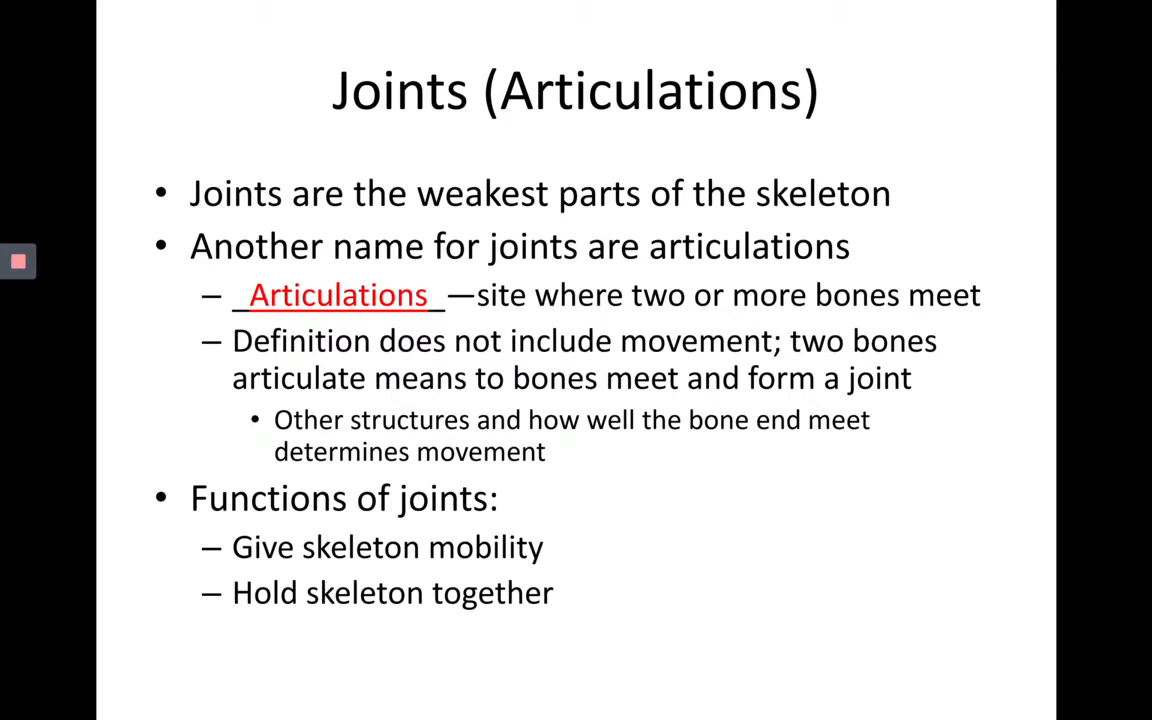 Joints (Articulations)
• Joints are the weakest parts of the skeleton
• Another name for joints are articulations
– _Articulations_—site where two or more bones meet
– Definition does not include movement; two bones
articulate means to bones meet and form a joint
• Other structures and how well the bone end meet
determines movement
• Functions of joints:
– Give skeleton mobility
– Hold skeleton together